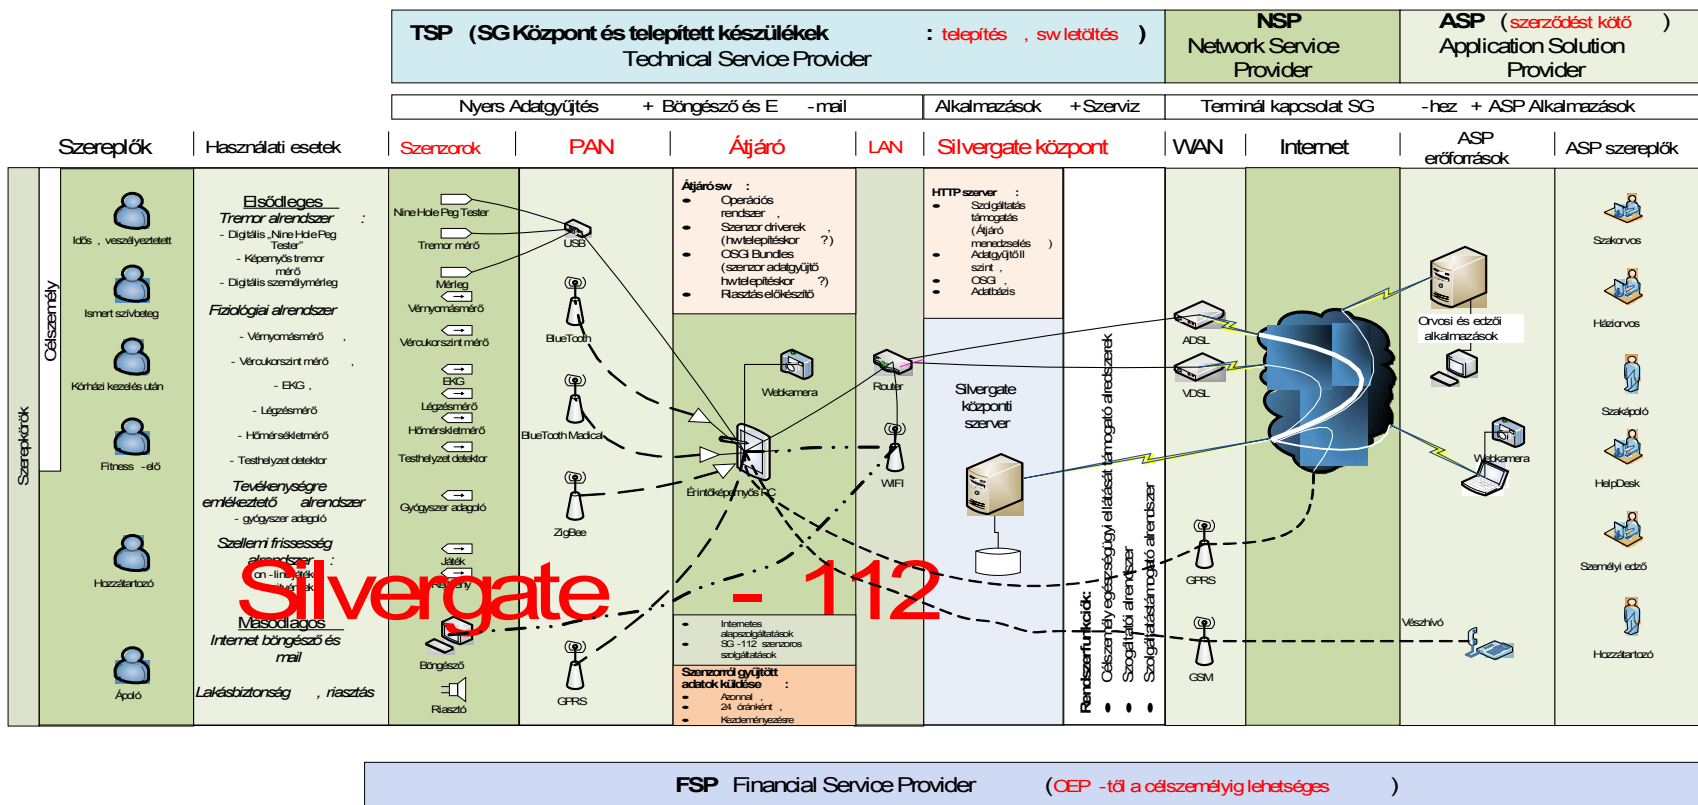 TSP (SG Központ és telepített készülékek : telepítés , sw letöltés )
Technical Service Provider
NSP
Network Service
Provider
ASP ( szerződést kötő )
Application Solution
Provider
Nyers Adatgyűjtés + Böngésző és E -mail
Alkalmazások + Szerviz
Terminál kapcsolat SG -hez + ASP Alkalmazások
Szereplők
Használati esetek
Szenzorok
PAN
Átjáró
LAN
Silvergate központ
WAN
Internet
ASP
erőforrások
ASP szereplők
Szerepkörök
Célszemély
Idős , veszélyeztetett
Ismert szívbeteg
Kórházi kezelés után
Fitness - elő
Hozzátartozó
Ápoló
Elsődleges
Tremor alrendszer :
- Digitális „Nine Hole Peg
Tester”
- Képernyős tremor
mérő
- Digitális személymérleg
Fiziológiai alrendszer
- Vérnyomásmérő ,
- Vércukorszint mérő ,
- EKG ,
- Légzésmérő
- Hőmérsékletmérő
- Testhelyzet detektor
Tevékenységre
emlékeztető alrendszer
- gyógyszer adagoló
Szellemi frissesség
alrendszer :
on -line játék
Másodlagos
Internet böngésző és
mail
Lakásbiztonság , riasztás
Nine Hole Peg Tester
Tremor mérő
Mérleg
Vérnyomásmérő
Vércukorszint mérő
EKG
Légzésmérő
Hőmérskletmérő
Testhelyzet detektor
Gyógyszer adagoló
Játék
Böngésző
Riasztó
USB
BlueTooth
BlueTooth Madical
ZigBee
GPRS
Átjáró sw :
• Operációs
rendszer ,
• Szenzor driverek ,
(hw telepítéskor ?)
• OSGi Bundles
(szenzor adatgyűjtő
hw telepítéskor ?)
• Riasztás előkészítő
Webkamera
Érintőképernyős PC
• Internetes
alapszolgáltatások
• SG -112 szenzoros
szolgáltatások
Szenzorról gyűjtött
adatok küldése :
• Azonnal ,
• 24 óránként ,
• Kezdeményezésre
Router
WIFI
HTTP szerver :
• Szolgáltatás
támogatás
(Átjáró
menedzselés )
• Adatgyűjtő II
szint ,
• OSGi ,
• Adatbázis
Silvergate
központi
szerver
Rendszerfunkciók:
• Célszemély egészségügyi ellátását támogató alredszerek
• Szogáltatói alrendszer
• Szolgáltatástámogató alrendszer
ADSL
VDSL
GPRS
GSM
Orvosi és edzői
alkalmazások
Webkamera
Vészhívó
Szakorvos
Háziorvos
Szakápoló
HelpDesk
Személyi edző
Hozzátartozó
Silvergate - 112
FSP Financial Service Provider (OEP -től a célszemélyig lehetséges )